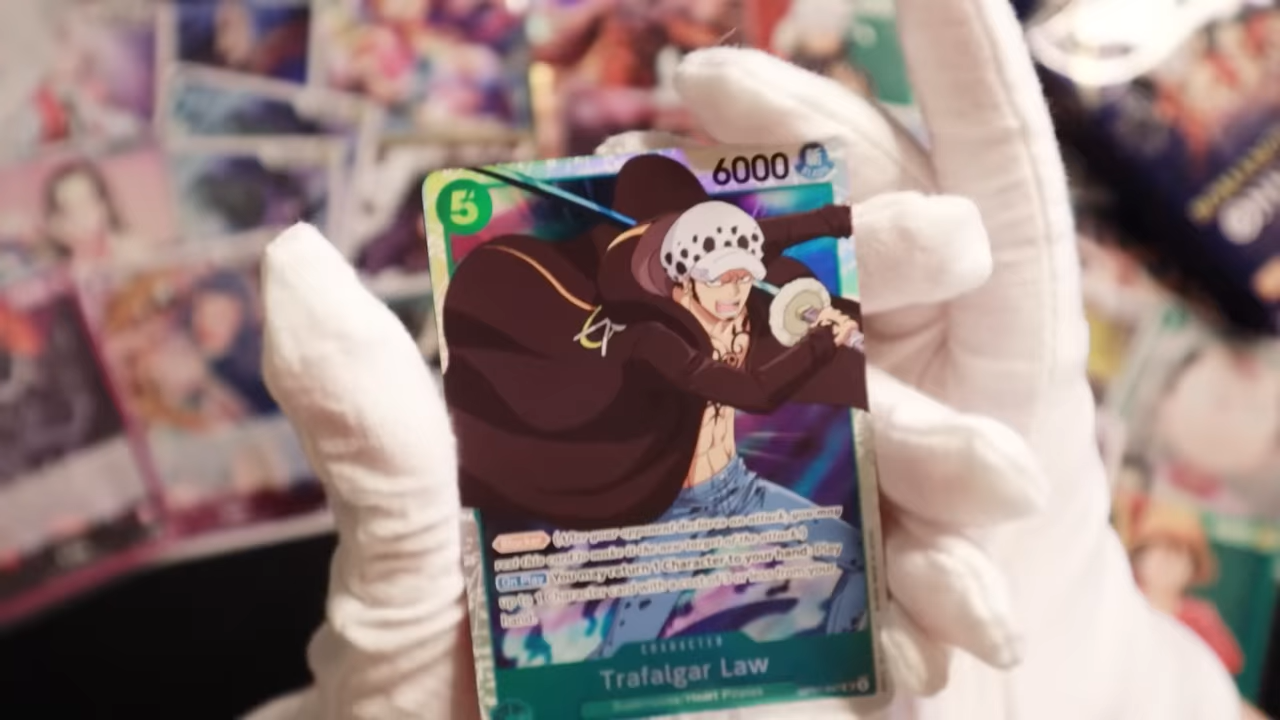 5
6000
(After your opponent declares an attack, you may
rest this card to make it the new target of the attack.)
On Play You may return 1 Character to your hand: Play
up to 1 Character card with a cost of 3 or less from your
hand.
CHARACTER
Trafalgar Law
Heart Pirates